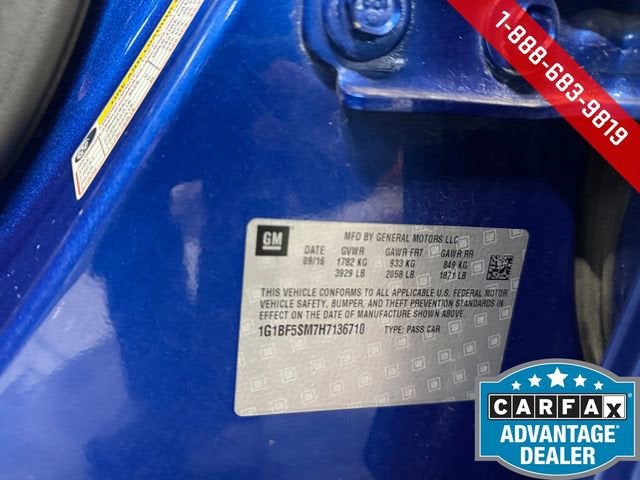 1-888-683-9819
GM
MFD BY GENERAL MOTORS LLC
DATE GVWR GAWR FRT GAWR RR
09/16 1782 KG 933 KG 849 KG
3929 LB 2058 LB 1871 LB
THIS VEHICLE CONFORMS TO ALL APPLICABLE U.S. FEDERAL MOTOR
VEHICLE SAFETY, BUMPER, AND THEFT PREVENTION STANDARDS IN
EFFECT ON THE DATE OF MANUFACTURE SHOWN ABOVE.
1G1BF5SM7H7136710 TYPE: PASS CAR
CARFAX
ADVANTAGE®
DEALER